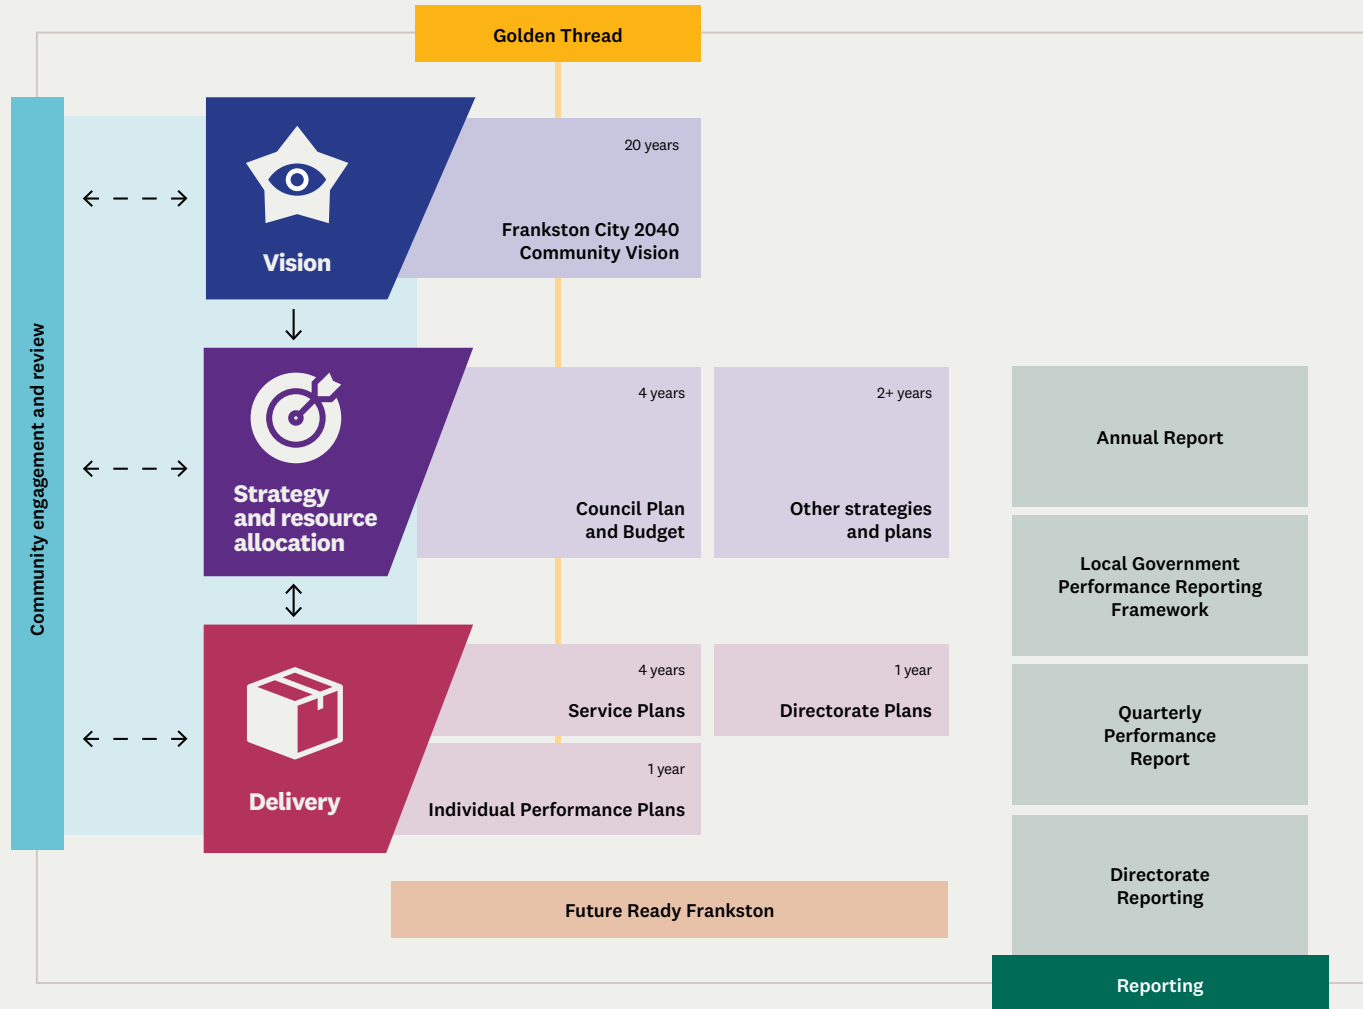 Golden Thread
Community engagement and review
Vision
20 years
Frankston City 2040
Community Vision
Strategy
and resource
allocation
4 years
Council Plan
and Budget
2+ years
Other strategies
and plans
Delivery
4 years
Service Plans
1 year
Directorate Plans
1 year
Individual Performance Plans
Future Ready Frankston
Annual Report
Local Government
Performance Reporting
Framework
Quarterly
Performance
Report
Directorate
Reporting
Reporting